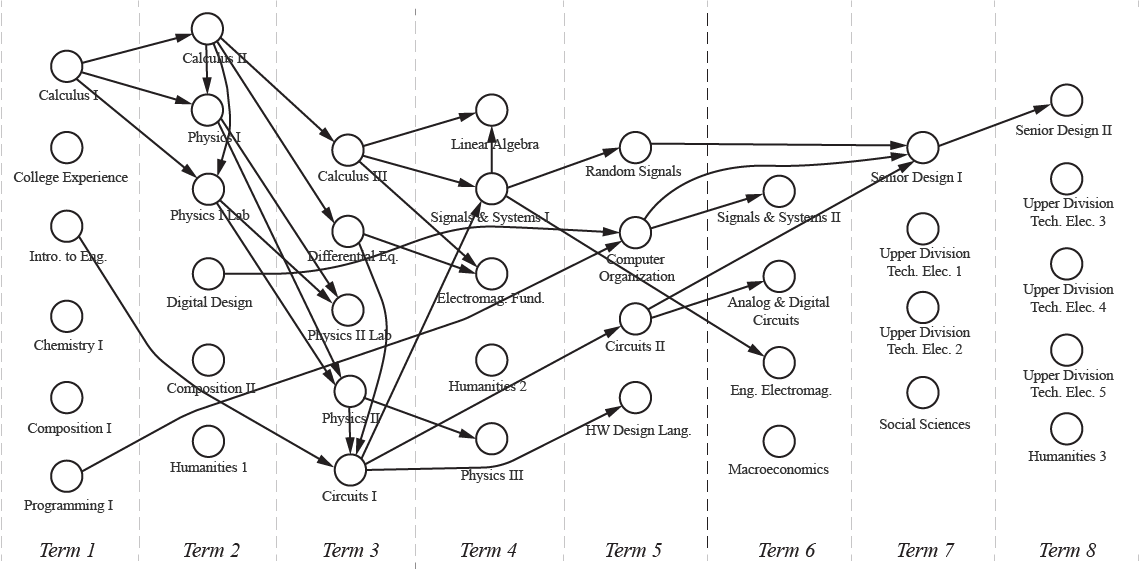 Calculus I
College Experience
Intro. to Eng.
Chemistry I
Composition I
Programming I
Term 1
Calculus II
Physics I
Physics I Lab
Digital Design
Composition II
Humanities 1
Term 2
Calculus III
Differential Eq.
Physics II Lab
Physics II
Circuits I
Term 3
Linear Algebra
Signals & Systems I
Electromag. Fund.
Humanities 2
Physics III
Term 4
Random Signals
Computer
Organization
Circuits II
HW Design Lang.
Term 5
Signals & Systems II
Analog & Digital
Circuits
Eng. Electromag.
Macroeconomics
Term 6
Senior Design I
Upper Division
Tech. Elec. 1
Upper Division
Tech. Elec. 2
Social Sciences
Term 7
Senior Design II
Upper Division
Tech. Elec. 3
Upper Division
Tech. Elec. 4
Upper Division
Tech. Elec. 5
Humanities 3
Term 8